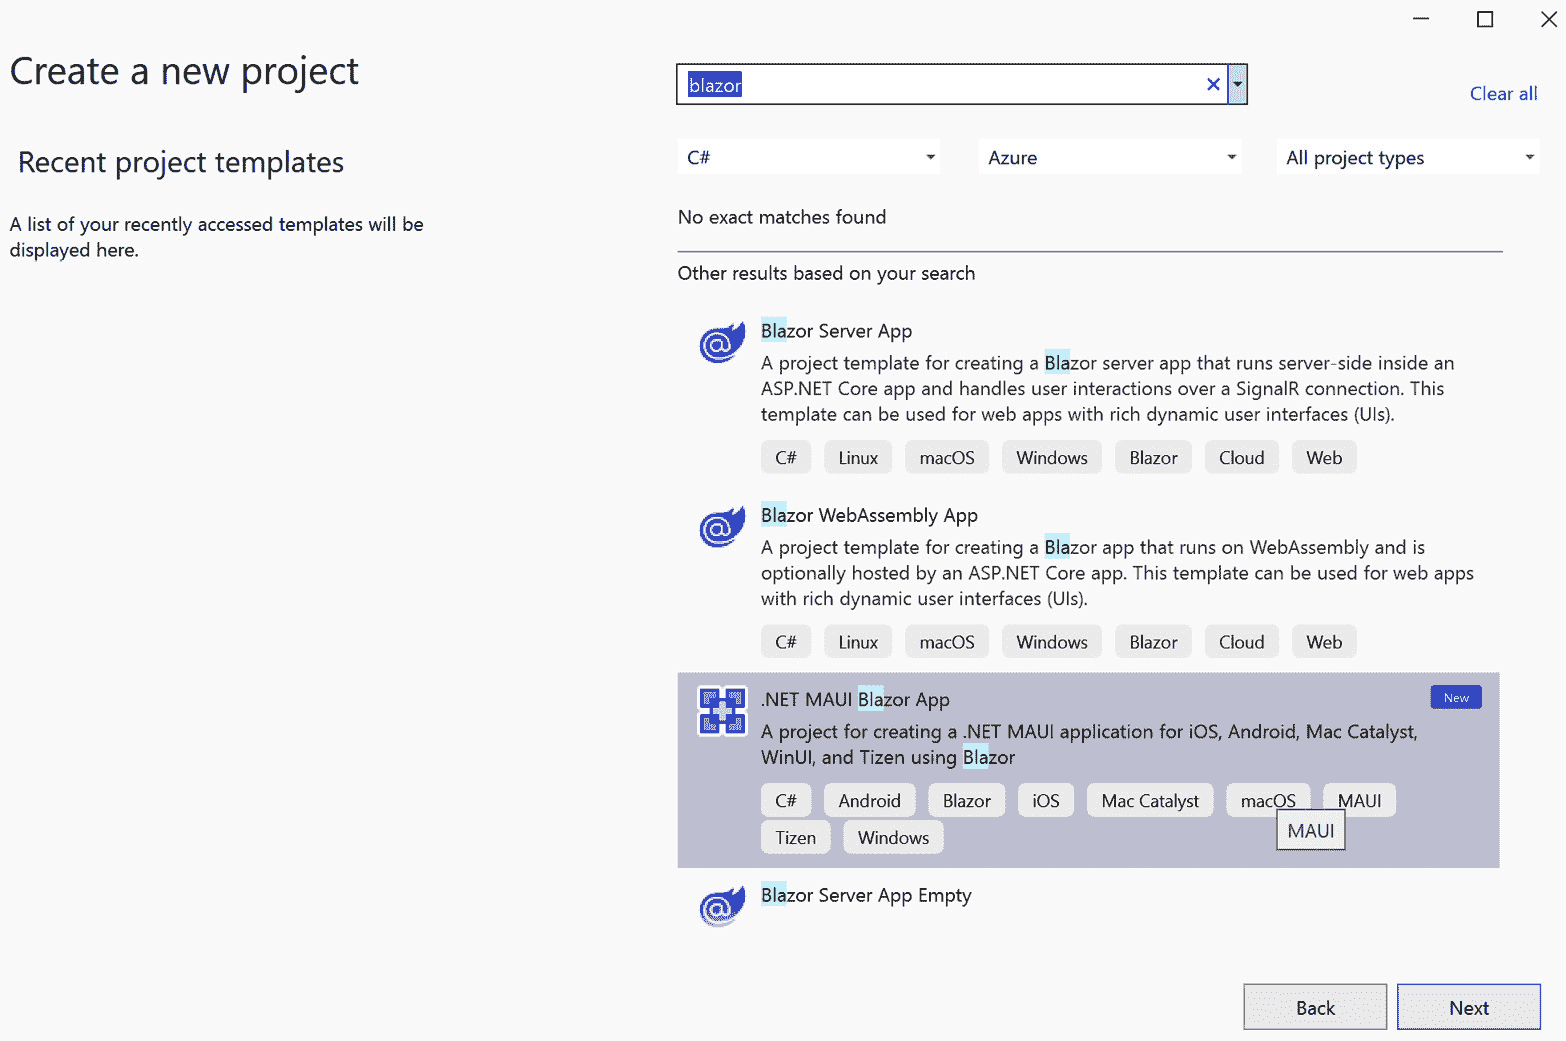 Create a new project
blazor
Clear all
Recent project templates
C#
Azure
All project types
A list of your recently accessed templates will be
displayed here.
No exact matches found
Other results based on your search
Blazor Server App
A project template for creating a Blazor server app that runs server-side inside an
ASP.NET Core app and handles user interactions over a SignalR connection. This
template can be used for web apps with rich dynamic user interfaces (UIs).
C# Linux macOS Windows Blazor Cloud Web
Blazor WebAssembly App
A project template for creating a Blazor app that runs on WebAssembly and is
optionally hosted by an ASP.NET Core app. This template can be used for web apps
with rich dynamic user interfaces (UIs).
C# Linux macOS Windows Blazor Cloud Web
.NET MAUI Blazor App
New
A project for creating a .NET MAUI application for iOS, Android, Mac Catalyst,
WinUI, and Tizen using Blazor
C# Android Blazor iOS Mac Catalyst macOS MAUI
MAUI
Tizen Windows
Blazor Server App Empty
Back
Next